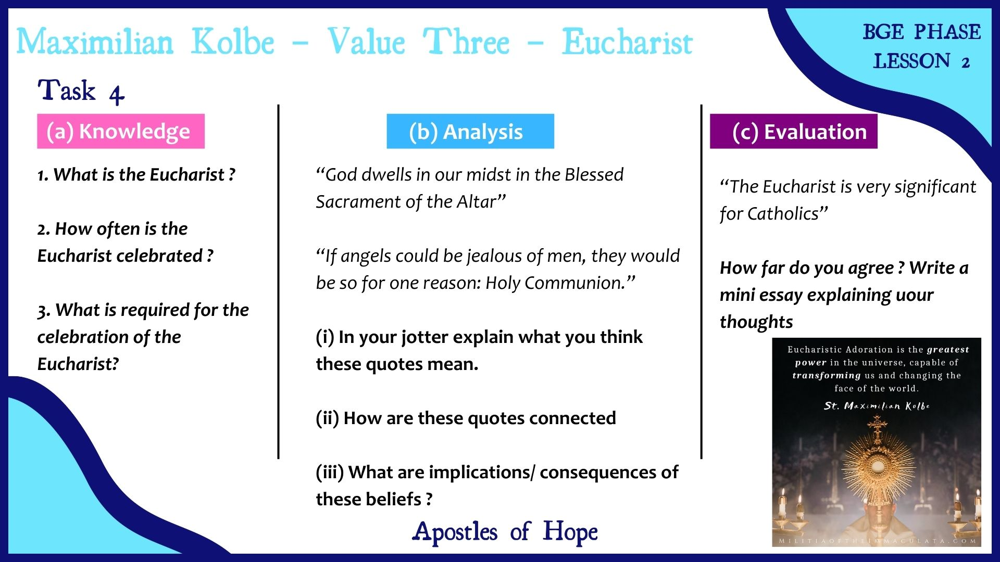 Maximilian Kolbe – Value Three – Eucharist
BGE PHASE
LESSON 2
Task 4
(a) Knowledge
1. What is the Eucharist ?
2. How often is the
Eucharist celebrated ?
3. What is required for the
celebration of the
Eucharist?
(b) Analysis
“God dwells in our midst in the Blessed
Sacrament of the Altar”
“If angels could be jealous of men, they would
be so for one reason: Holy Communion.”
(i) In your jotter explain what you think
these quotes mean.
(ii) How are these quotes connected
(iii) What are implications/ consequences of
these beliefs ?
(c) Evaluation
“The Eucharist is very significant
for Catholics”
How far do you agree ? Write a
mini essay explaining uour
thoughts
Eucharistic Adoration is the greatest
power in the universe, capable of
transforming us and changing the
face of the world.
St. Maximilian Kolbe
MILITIAOFTHEIMMACULATA.COM
Apostles of Hope